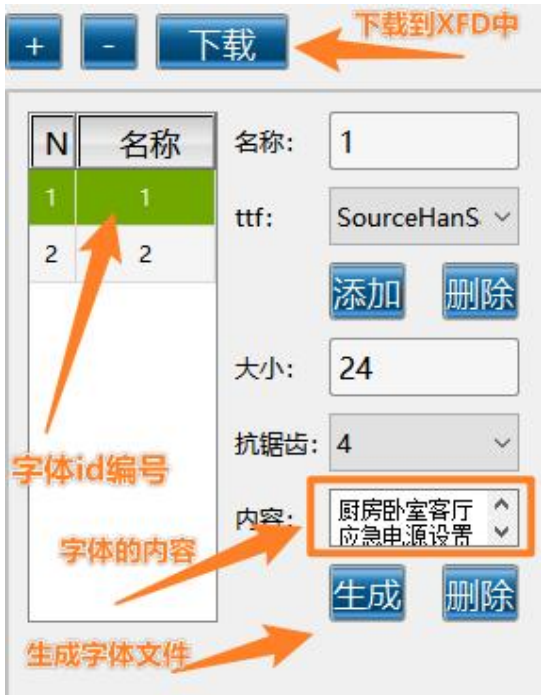 + - 下载
下载到XFD中
N 名称
1 1
2 2
名称: 1
ttf: SourceHanS
添加 删除
大小: 24
抗锯齿: 4
字体id编号
内容: 厨房卧室客厅
应急电源设置
字体的内容
生成 删除
生成字体文件